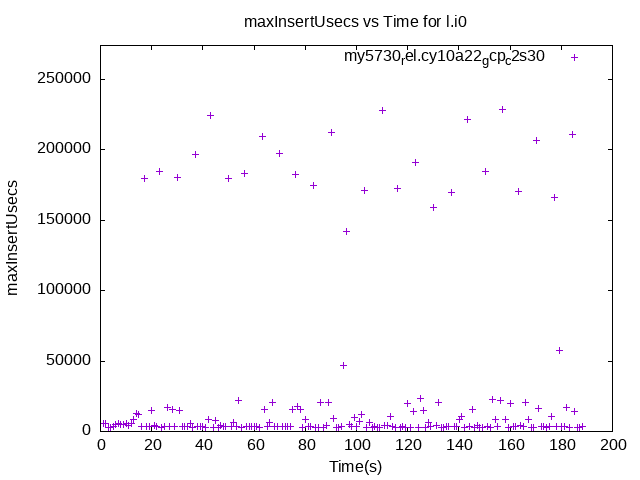 maxInsertUsecs vs Time for l.i0
my5730_rel.cy10a22_gcp_c2s30
250000
200000
150000
100000
50000
0
maxInsertUsecs
0 20 40 60 80 100 120 140 160 180 200
Time(s)